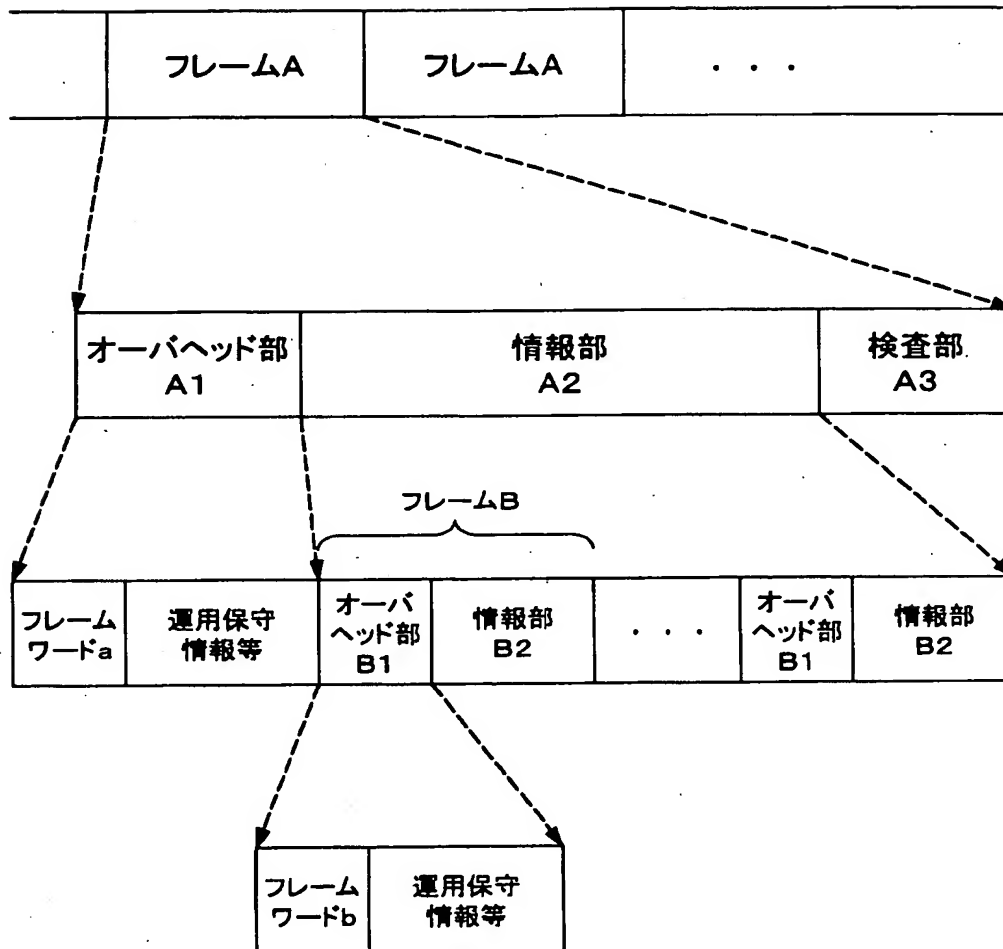 フレームA
フレームA
・・・
オーバヘッド部
A1
情報部
A2
検査部
A3
フレームB
フレーム
ワードa
運用保守
情報等
オーバ
ヘッド部
B1
情報部
B2
・・・
オーバ
ヘッド部
B1
情報部
B2
フレーム
ワードb
運用保守
情報等